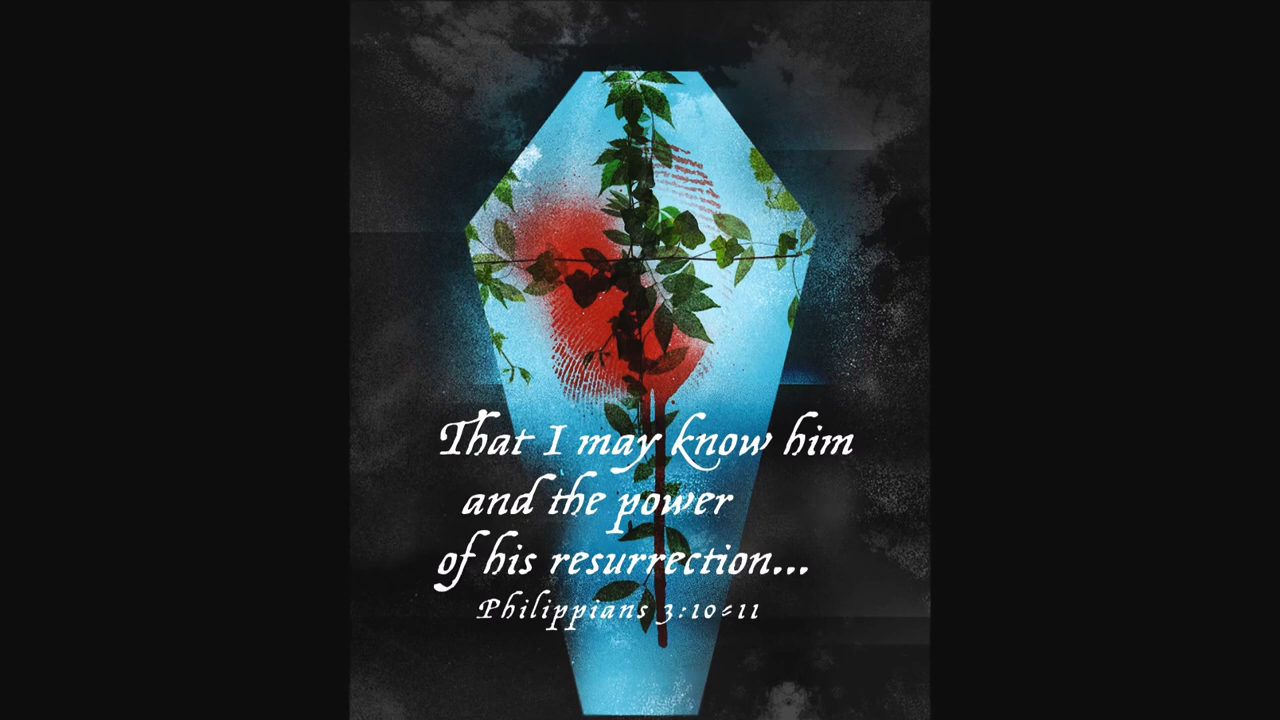 That I may know him
and the power
of his resurrection...
Philippians 3:10-11